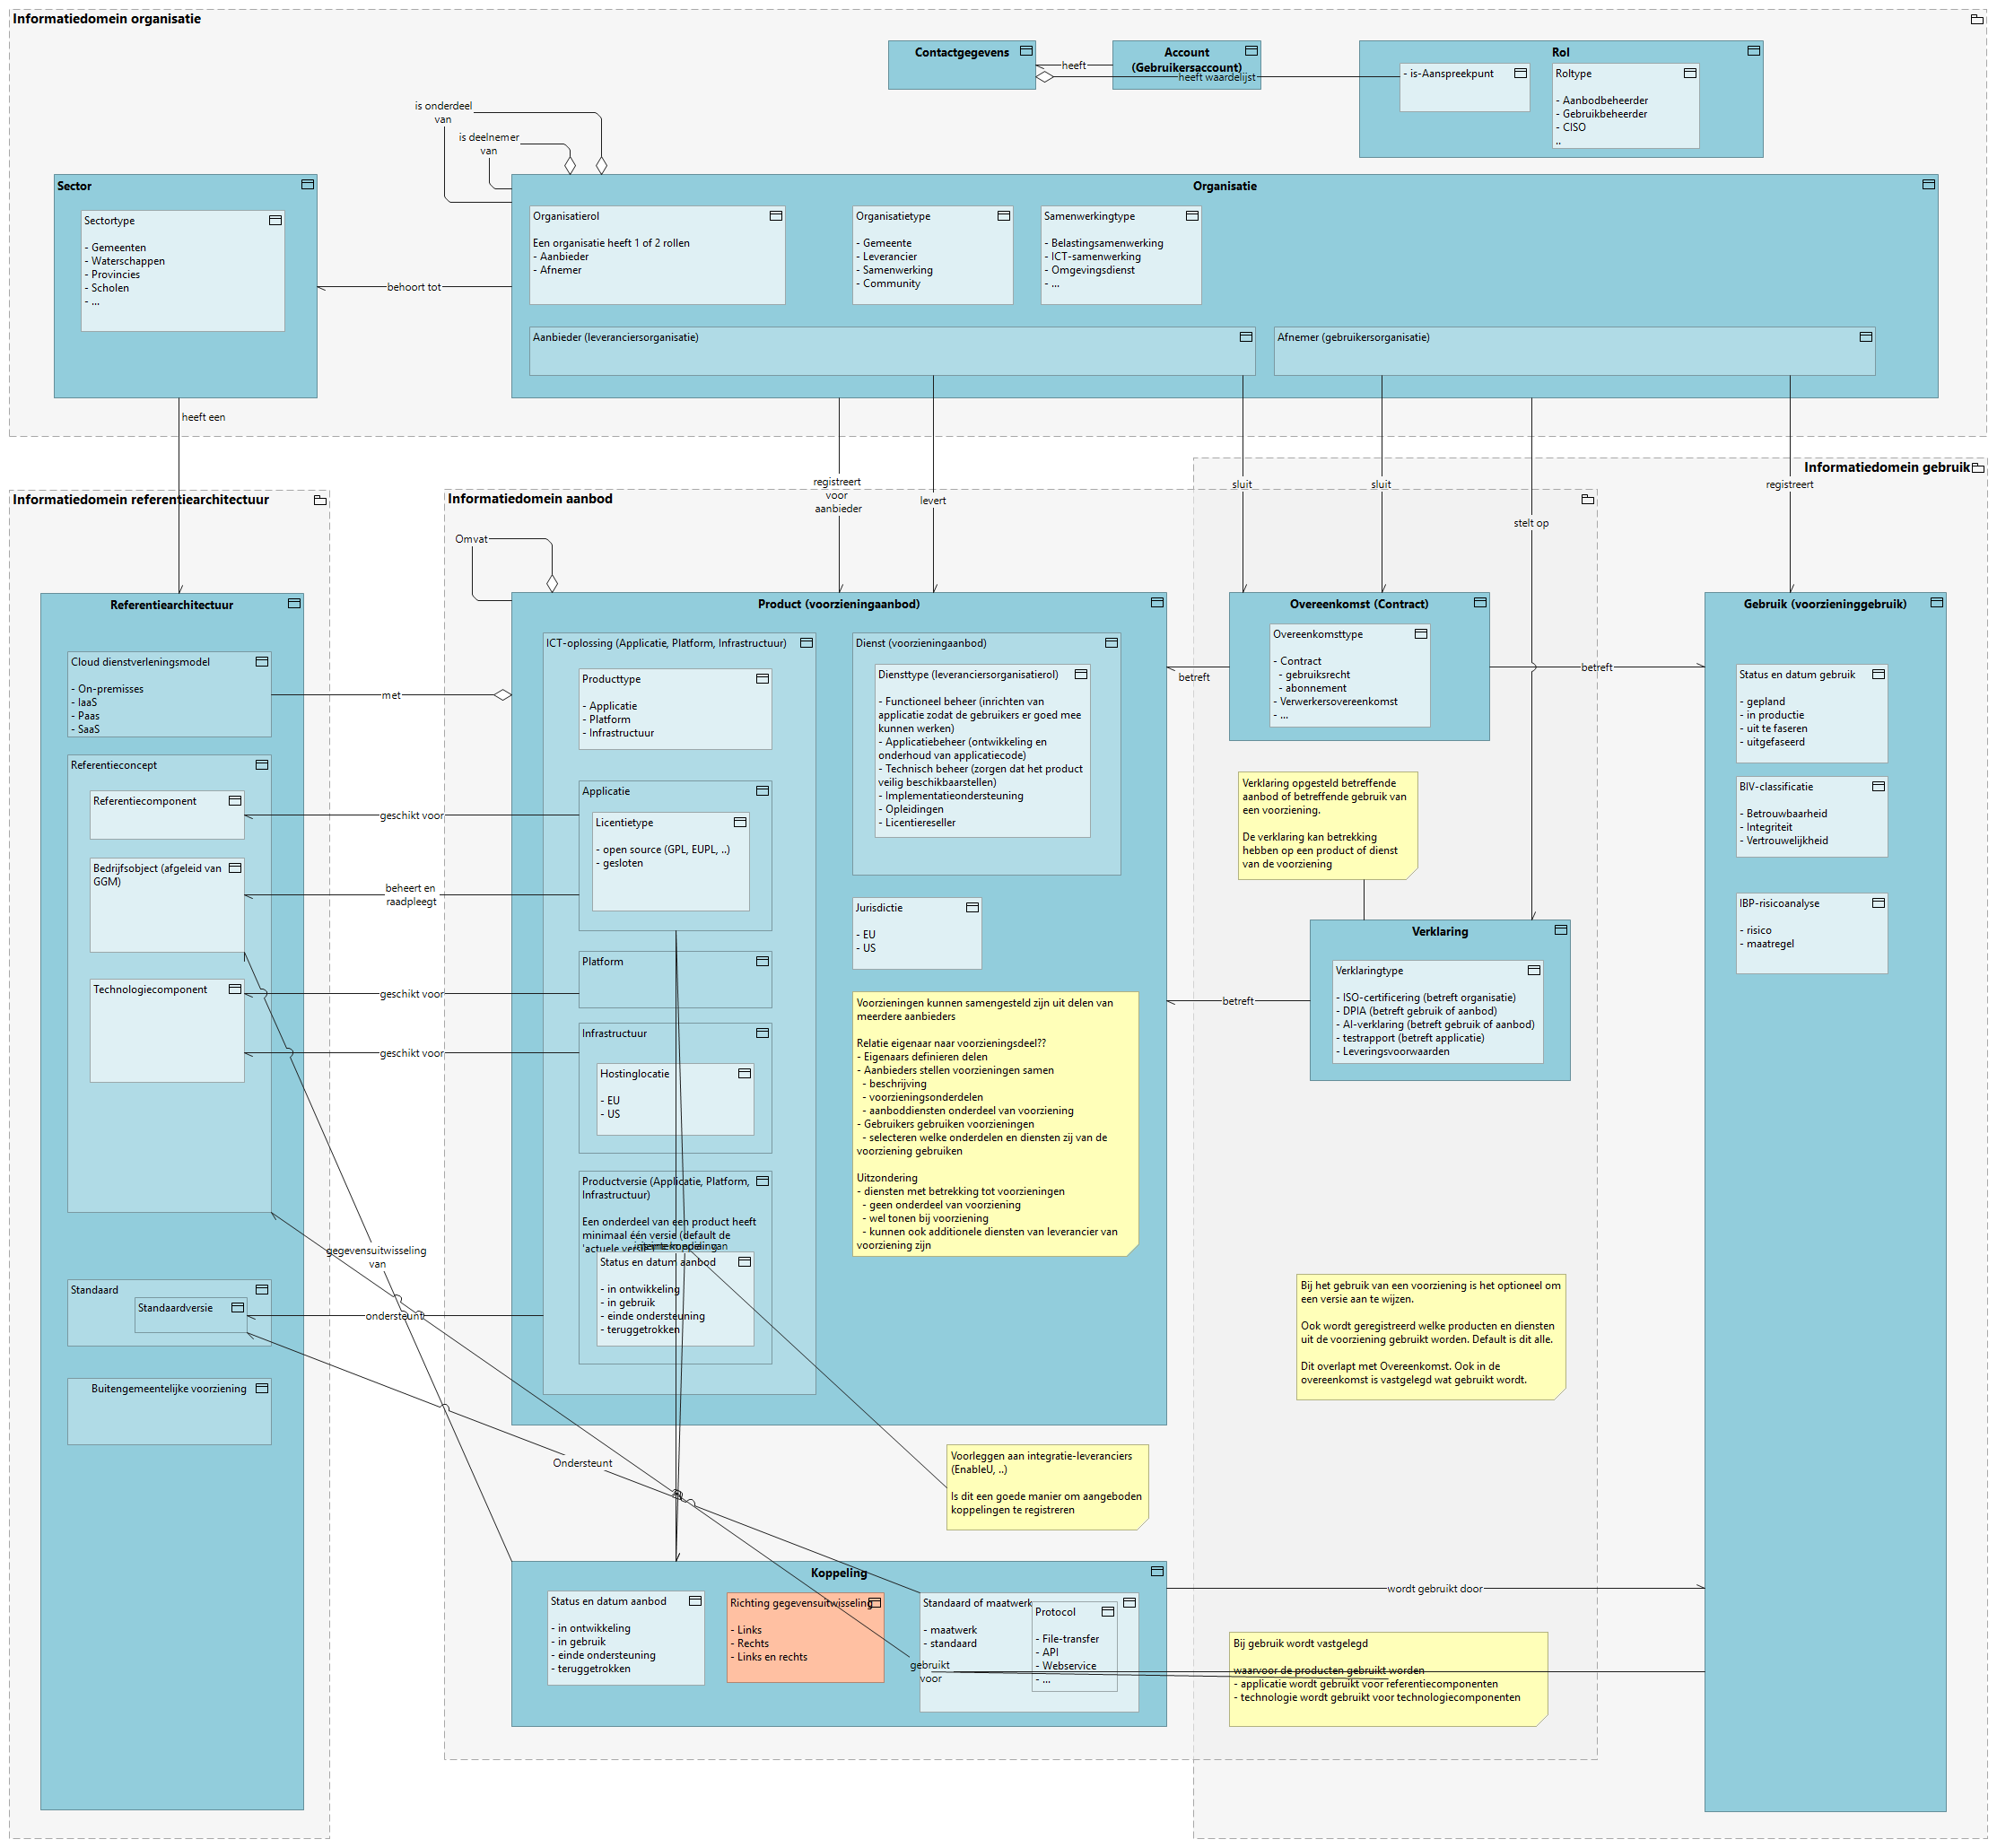 Informatiedomein organisatie
Contactgegevens
heeft
Account
(Gebruikersaccount)
heeft waardelijst
Rol
- is-Aanspreekpunt
Roltype
- Aanbodbeheerder
- Gebruikbeheerder
- CISO
..
is onderdeel
van
is deelnemer
van
Sector
Sectortype
- Gemeenten
- Waterschappen
- Provincies
- Scholen
- ...
behoort tot
Organisatie
Organisatierol
Een organisatie heeft 1 of 2 rollen
- Aanbieder
- Afnemer
Organisatietype
- Gemeente
- Leverancier
- Samenwerking
- Community
Samenwerkingtype
- Belastingsamenwerking
- ICT-samenwerking
- Omgevingsdienst
- ...
Aanbieder (leveranciersorganisatie)
Afnemer (gebruikersorganisatie)
heeft een
registreert
voor
aanbieder
levert
sluit
sluit
stelt op
registreert
Informatiedomein referentiearchitectuur
Referentiearchitectuur
Cloud dienstverleningsmodel
- On-premisses
- IaaS
- Paas
- SaaS
Referentieconcept
Referentiecomponent
Bedrijfsobject (afgeleid van
GGM)
Technologiecomponent
Standaard
Standaardversie
Buitengemeentelijke voorziening
met
geschikt voor
beheert en
raadpleegt
geschikt voor
geschikt voor
gegevensuitwisseling
van
ondersteunt
Ondersteunt
Informatiedomein aanbod
Omvat
Product (voorzieningaanbod)
ICT-oplossing (Applicatie, Platform, Infrastructuur)
Producttype
- Applicatie
- Platform
- Infrastructuur
Applicatie
Licentietype
- open source (GPL, EUPL, ..)
- gesloten
Platform
Infrastructuur
Hostinglocatie
- EU
- US
Productversie (Applicatie, Platform,
Infrastructuur)
Een onderdeel van een product heeft
minimaal één versie (default de
'actuele
Status en datum aanbod
- in ontwikkeling
- in gebruik
- einde ondersteuning
- teruggetrokken
Dienst (voorzieningaanbod)
Diensttype (leveranciersorganisatierol)
- Functioneel beheer (inrichten van
applicatie zodat de gebruikers er goed mee
kunnen werken)
- Applicatiebeheer (ontwikkeling en
onderhoud van applicatiecode)
- Technisch beheer (zorgen dat het product
veilig beschikbaarstellen)
- Implementatieondersteuning
- Opleidingen
- Licentiereseller
Jurisdictie
- EU
- US
Voorzieningen kunnen samengesteld zijn uit delen van
meerdere aanbieders
Relatie eigenaar naar voorzieningsdeel??
- Eigenaars definieren delen
- Aanbieders stellen voorzieningen samen
- beschrijving
- voorzieningsonderdelen
- aanboddiensten onderdeel van voorziening
- Gebruikers gebruiken voorzieningen
- selecteren welke onderdelen en diensten zij van de
voorziening gebruiken
Uitzondering
- diensten met betrekking tot voorzieningen
- geen onderdeel van voorziening
- wel tonen bij voorziening
- kunnen ook additionele diensten van leverancier van
voorziening zijn
Voorleggen aan integratie-leveranciers
(EnableU, ..)
Is dit een goede manier om aangeboden
koppelingen te registreren
Koppeling
Status en datum aanbod
- in ontwikkeling
- in gebruik
- einde ondersteuning
- teruggetrokken
Richting gegevensuitwisseling
- Links
- Rechts
- Links en rechts
Standaard of maatwerk
- maatwerk
- standaard
Protocol
- File-transfer
- API
- Webservice
- ...
gebruikt
voor
wordt gebruikt door
Informatiedomein gebruik
Overeenkomst (Contract)
Overeenkomsttype
- Contract
- gebruiksrecht
- abonnement
- Verwerkersovereenkomst
- ...
betreft
betreft
Verklaring opgesteld betreffende
aanbod of betreffende gebruik van
een voorziening.
De verklaring kan betrekking
hebben op een product of dienst
van de voorziening
Verklaring
Verklaringtype
- ISO-certificering (betreft organisatie)
- DPIA (betreft gebruik of aanbod)
- AI-verklaring (betreft gebruik of aanbod)
- testrapport (betreft applicatie)
- Leveringsvoorwaarden
betreft
Bij het gebruik van een voorziening is het optioneel om
een versie aan te wijzen.
Ook wordt geregistreerd welke producten en diensten
uit de voorziening gebruikt worden. Default is dit alle.
Dit overlapt met Overeenkomst. Ook in de
overeenkomst is vastgelegd wat gebruikt wordt.
Bij gebruik wordt vastgelegd
waarvoor de producten gebruikt worden
- applicatie wordt gebruikt voor referentiecomponenten
- technologie wordt gebruikt voor technologiecomponenten
Gebruik (voorzieninggebruik)
Status en datum gebruik
- gepland
- in productie
- uit te faseren
- uitgefaseerd
BIV-classificatie
- Betrouwbaarheid
- Integriteit
- Vertrouwelijkheid
IBP-risicoanalyse
- risico
- maatregel